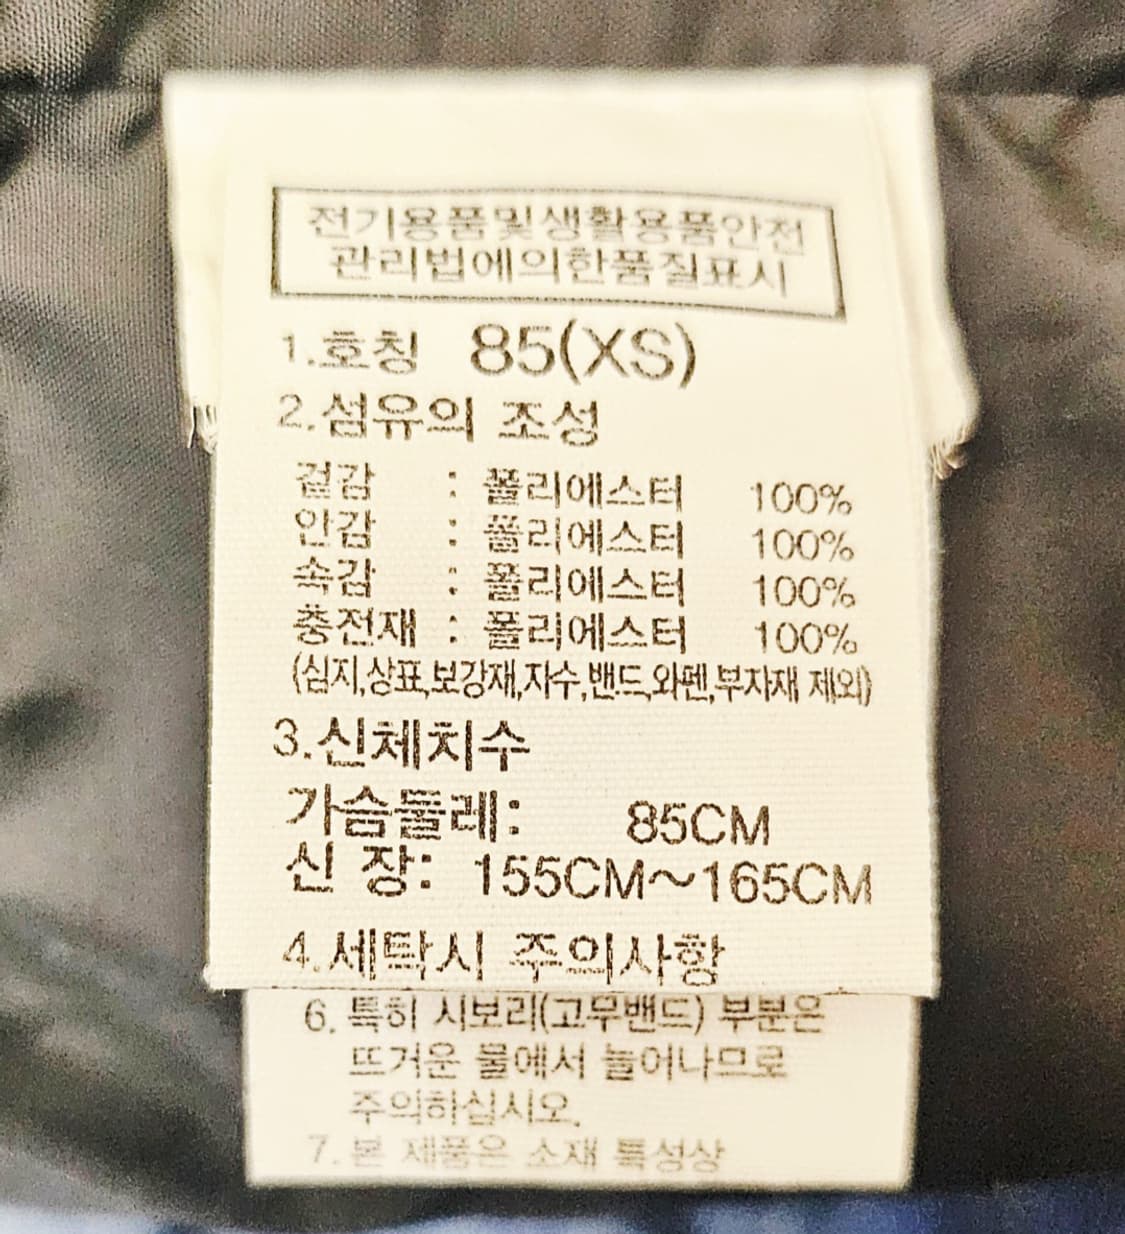 전기용품및생활용품안전
관리법에의한품질표시
1.호칭 85(XS)
2.섬유의 조성
겉감 : 폴리에스터 100%
안감 : 폴리에스터 100%
속감 : 폴리에스터 100%
충전재 : 폴리에스터 100%
(심지,상표,보강재,자수,밴드,와펜,부자재 제외)
3.신체치수
가슴둘레: 85CM
신 장: 155CM~165CM
4.세탁시 주의사항
6. 특히 시보리(고무밴드) 부분은
뜨거운 물에서 늘어나므로
주의하십시오.
7. 본 제품은 소재 특성상